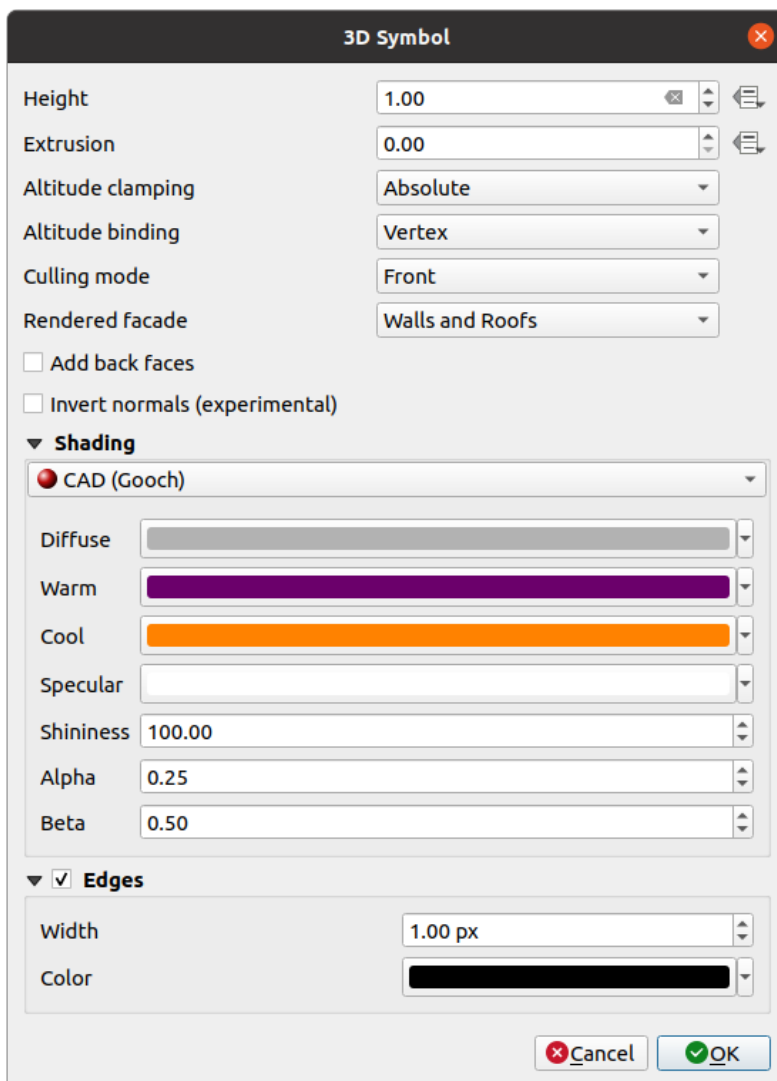 3D Symbol
Height 1.00
Extrusion 0.00
Altitude clamping Absolute
Altitude binding Vertex
Culling mode Front
Rendered facade Walls and Roofs
Add back faces
Invert normals (experimental)
Shading
CAD (Gooch)
Diffuse
Warm
Cool
Specular
Shininess 100.00
Alpha 0.25
Beta 0.50
Edges
Width 1.00 px
Color
Cancel OK